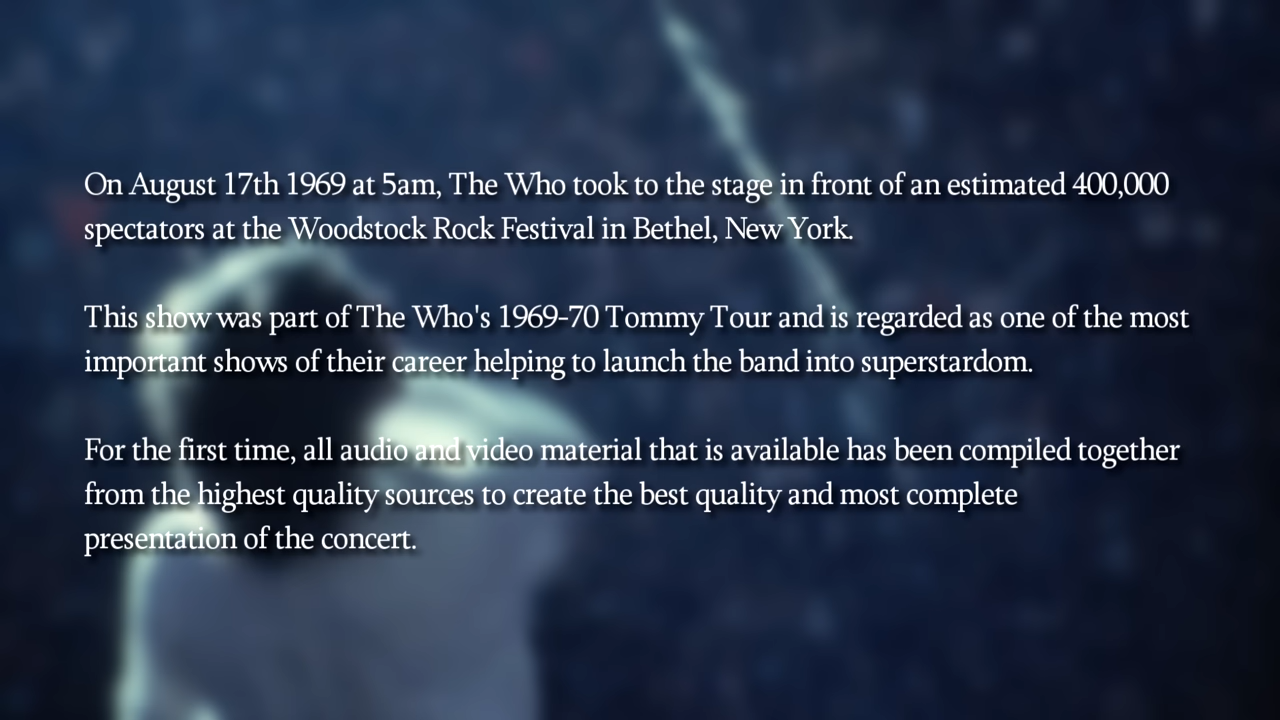 On August 17th 1969 at 5am, The Who took to the stage in front of an estimated 400,000
spectators at the Woodstock Rock Festival in Bethel, New York.
This show was part of The Who's 1969-70 Tommy Tour and is regarded as one of the most
important shows of their career helping to launch the band into superstardom.
For the first time, all audio and video material that is available has been compiled together
from the highest quality sources to create the best quality and most complete
presentation of the concert.